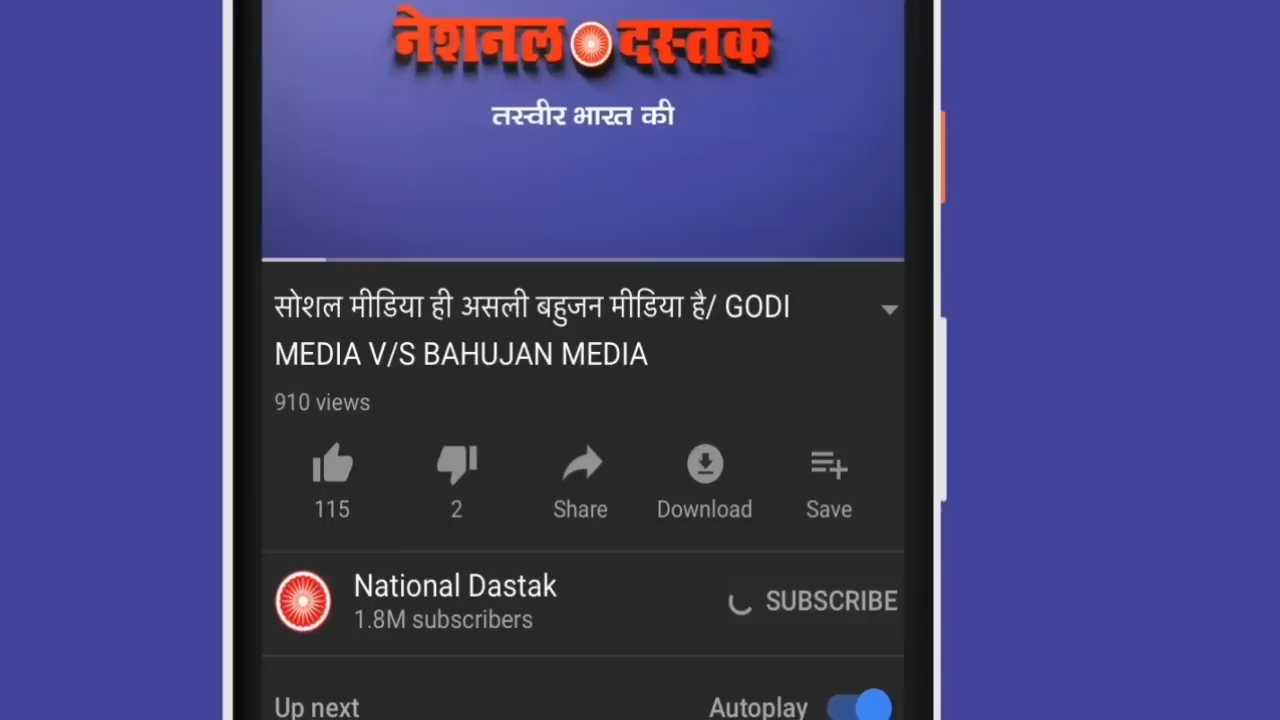 नेशनल दस्तक
तस्वीर भारत की
सोशल मीडिया ही असली बहुजन मीडिया है/ GODI
MEDIA V/S BAHUJAN MEDIA
910 views
115
2
Share
Download
Save
National Dastak
1.8M subscribers
SUBSCRIBE
Up next
Autoplay